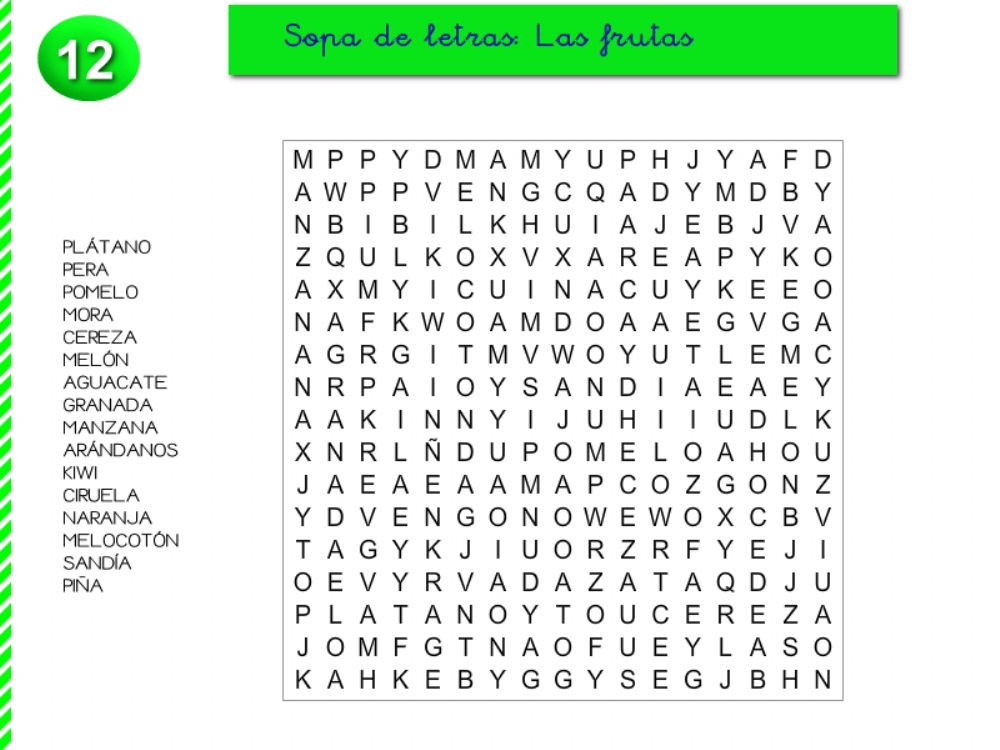 12
Sopa de letras: Las frutas
PLÁTANO
PERA
POMELO
MORA
CEREZA
MELÓN
AGUACATE
GRANADA
MANZANA
ARÁNDANOS
KIWI
CIRUELA
NARANJA
MELOCOTÓN
SANDÍA
PIÑA
M P P Y D M A M Y U P H J Y A F D
A W P P V E N G C Q A D Y M D B Y
N B I B I L K H U I A J E B J V A
Z Q U L K O X V X A R E A P Y K O
A X M Y I C U I N A C U Y K E E O
N A F K W O A M D O A A E G V G A
A G R G I T M V W O Y U T L E M C
N R P A I O Y S A N D I A E A E Y
A A K I N N Y I J U H I I U D L K
X N R L Ñ D U P O M E L O A H O U
J A E A E A A M A P C O Z G O N Z
Y D V E N G O N O W E W O X C B V
T A G Y K J I U O R Z R F Y E J I
O E V Y R V A D A Z A T A Q D J U
P L A T A N O Y T O U C E R E Z A
J O M F G T N A O F U E Y L A S O
K A H K E B Y G G Y S E G J B H N